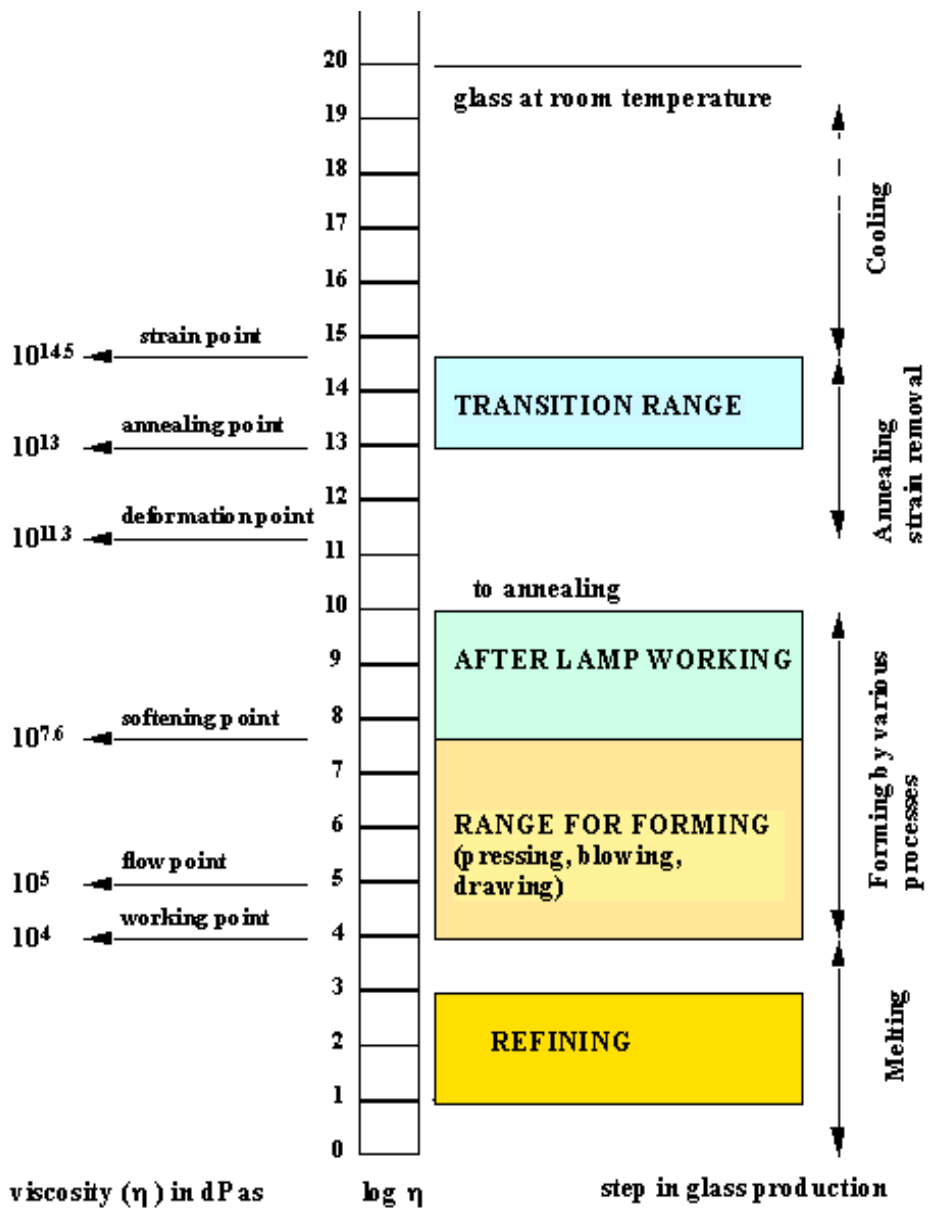 20
glass at room temperature
19
18
17
16
15
strain point
10^14.5
14
TRANSITION RANGE
annealing point
13
10^13
12
deformation point
10^11.3
11
to annealing
10
AFTER LAMP WORKING
9
softening point
8
10^7.6
7
RANGE FOR FORMING
(pressing, blowing,
drawing)
6
flow point
5
10^5
working point
4
10^4
3
REFINING
2
1
0
Cooling
Annealing
strain removal
Forming by various
processes
Melting
viscosity (η) in dPas
log η
step in glass production